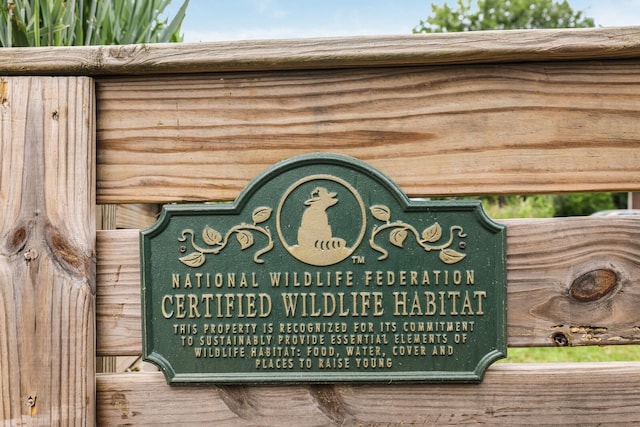 TM
NATIONAL WILDLIFE FEDERATION
CERTIFIED WILDLIFE HABITAT
THIS PROPERTY IS RECOGNIZED FOR ITS COMMITMENT
TO SUSTAINABLY PROVIDE ESSENTIAL ELEMENTS OF
WILDLIFE HABITAT: FOOD, WATER, COVER AND
PLACES TO RAISE YOUNG